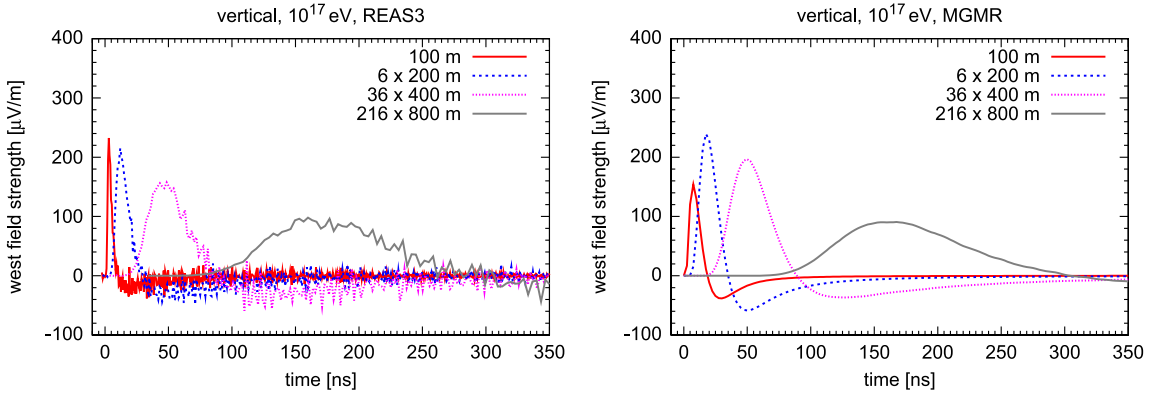 vertical, 10^17 eV, REAS3
400
300
200
100
0
-100
west field strength [µV/m]
0 50 100 150 200 250 300 350
time [ns]
100 m
6 x 200 m
36 x 400 m
216 x 800 m
vertical, 10^17 eV, MGMR
400
300
200
100
0
-100
west field strength [µV/m]
0 50 100 150 200 250 300 350
time [ns]
100 m
6 x 200 m
36 x 400 m
216 x 800 m